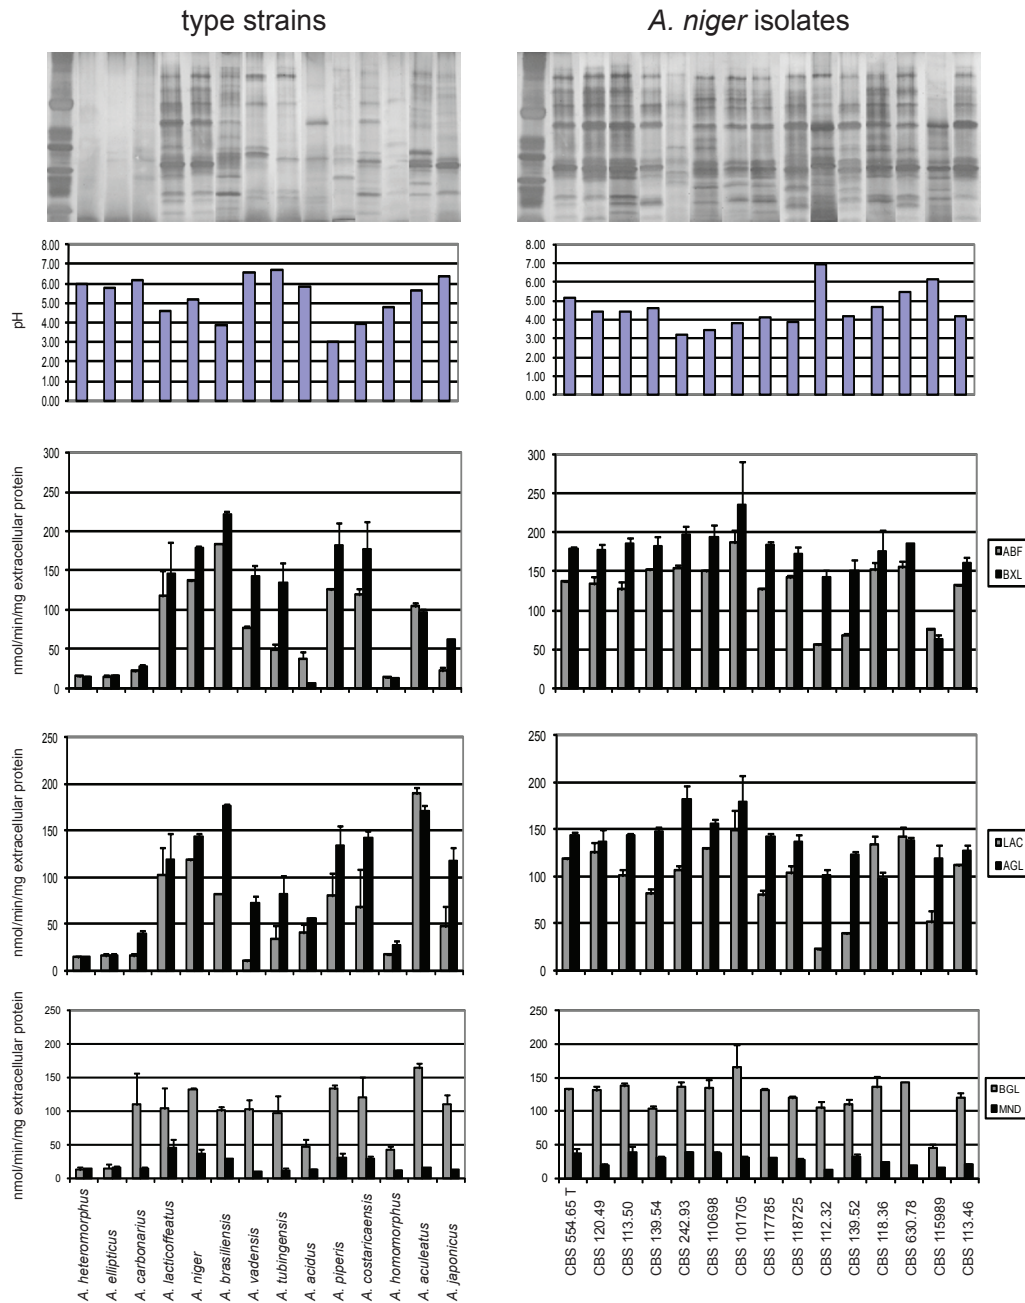 type strains
A. niger isolates
8.00
7.00
6.00
5.00
4.00
3.00
2.00
1.00
0.00
pH
8.00
7.00
6.00
5.00
4.00
3.00
2.00
1.00
0.00
300
250
200
150
100
50
0
nmol/min/mg extracellular protein
300
250
200
150
100
50
0
ABF
BXL
250
200
150
100
50
0
nmol/min/mg extracellular protein
250
200
150
100
50
0
LAC
AGL
250
200
150
100
50
0
nmol/min/mg extracellular protein
250
200
150
100
50
0
BGL
MND
A. heteromorphus
A. ellipticus
A. carbonarius
A. lacticoffeatus
A. niger
A. brasiliensis
A. vadensis
A. tubingensis
A. acidus
A. piperis
A. costaricaensis
A. homomorphus
A. aculeatus
A. japonicus
CBS 554.65 T
CBS 120.49
CBS 1113.50
CBS 139.54
CBS 242.93
CBS 1110698
CBS 101705
CBS 1117785
CBS 1118725
CBS 112.32
CBS 139.52
CBS 1118.36
CBS 630.78
CBS 1115989
CBS 1113.46